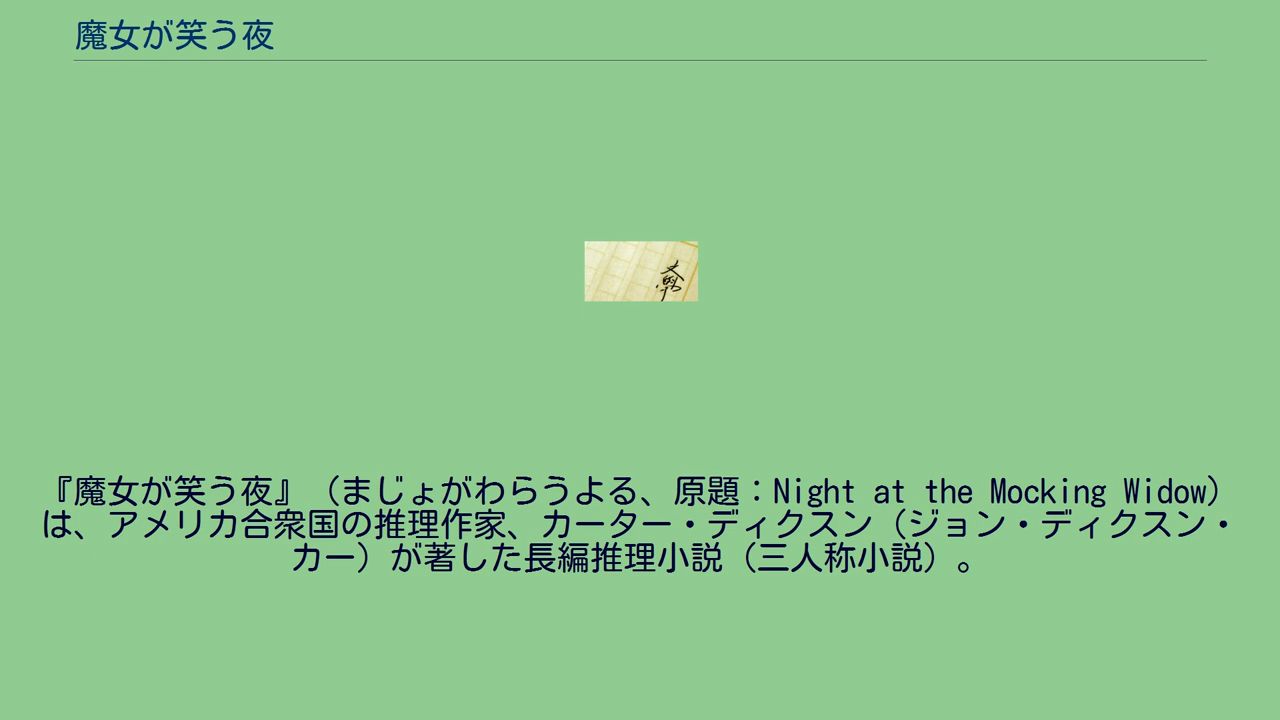 魔女が笑う夜
『魔女が笑う夜』（まじょがわらうよる、原題：Night at the Mocking Widow）
は、アメリカ合衆国の推理作家、カーター・ディクスン（ジョン・ディクスン・
カー）が著した長編推理小説（三人称小説）。